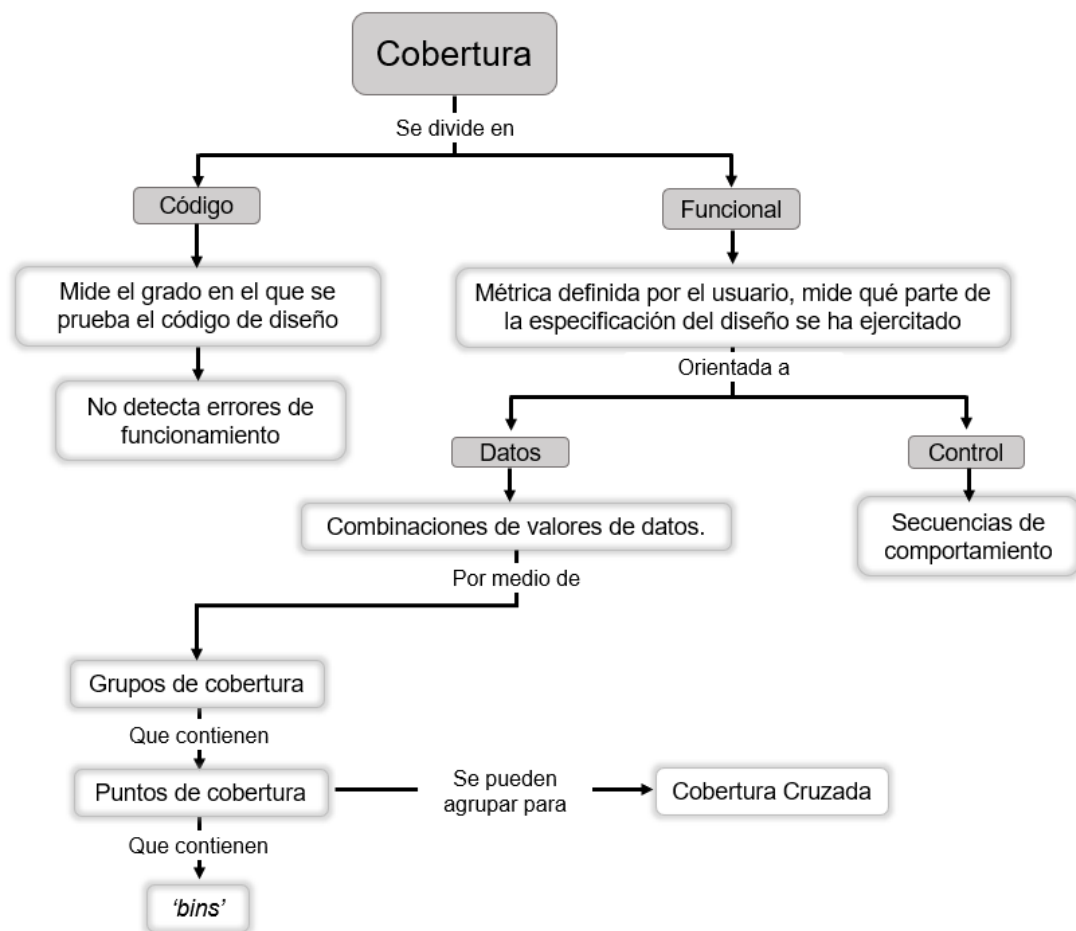 Cobertura
Se divide en
Código
Funcional
Mide el grado en el que se
prueba el código de diseño
Métrica definida por el usuario, mide qué parte de
la especificación del diseño se ha ejercitado
No detecta errores de
funcionamiento
Orientada a
Datos
Control
Combinaciones de valores de datos.
Secuencias de
comportamiento
Por medio de
Grupos de cobertura
Que contienen
Puntos de cobertura
Se pueden
agrupar para
Cobertura Cruzada
Que contienen
‘bins’